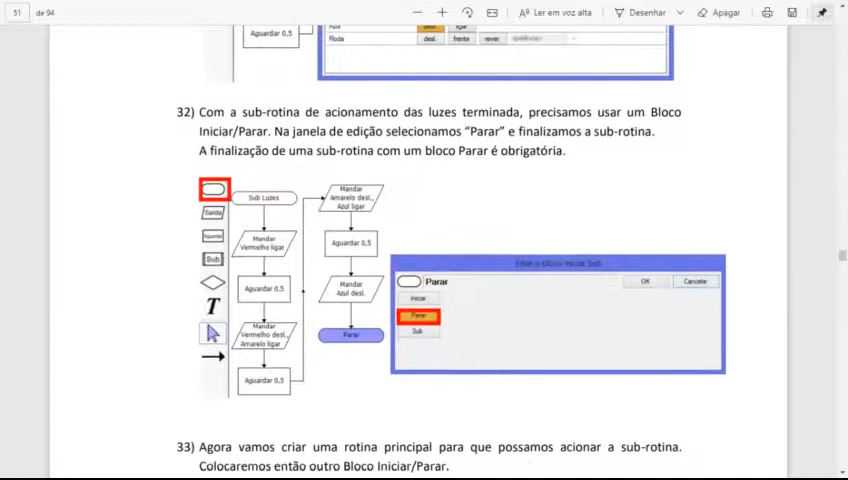 51 de 94
Ler em voz alta
Desenhar
Apagar
Aguardar 0,5
Azul desl. ligar
Roda desl. frente rever
32) Com a sub-rotina de acionamento das luzes terminada, precisamos usar um Bloco
Iniciar/Parar. Na janela de edição selecionamos “Parar” e finalizamos a sub-rotina.
A finalização de uma sub-rotina com um bloco Parar é obrigatória.
Saída
Aguardar
Sub
T
Sub Luzes
Mandar
Vermelho ligar
Aguardar 0,5
Mandar
Vermelho desl.,
Amarelo ligar
Aguardar 0,5
Mandar
Amarelo desl.,
Azul ligar
Aguardar 0,5
Mandar
Azul desl.
Parar
Parar
OK
Cancelar
Iniciar
Parar
Sub
33) Agora vamos criar uma rotina principal para que possamos acionar a sub-rotina.
Colocaremos então outro Bloco Iniciar/Parar.